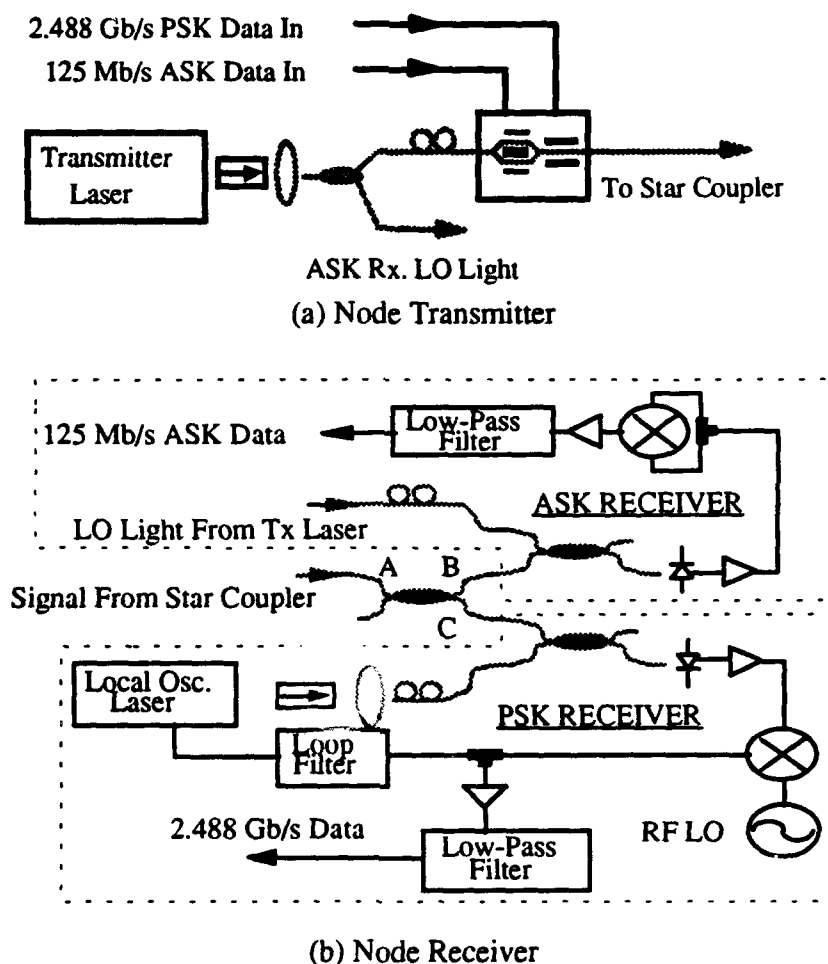 2.488 Gb/s PSK Data In
125 Mb/s ASK Data In
Transmitter
Laser
To Star Coupler
ASK Rx. LO Light
(a) Node Transmitter
125 Mb/s ASK Data
Low-Pass
Filter
ASK RECEIVER
LO Light From Tx Laser
A
B
Signal From Star Coupler
C
Local Osc.
Laser
PSK RECEIVER
Loop
Filter
2.488 Gb/s Data
RF LO
Low-Pass
Filter
(b) Node Receiver